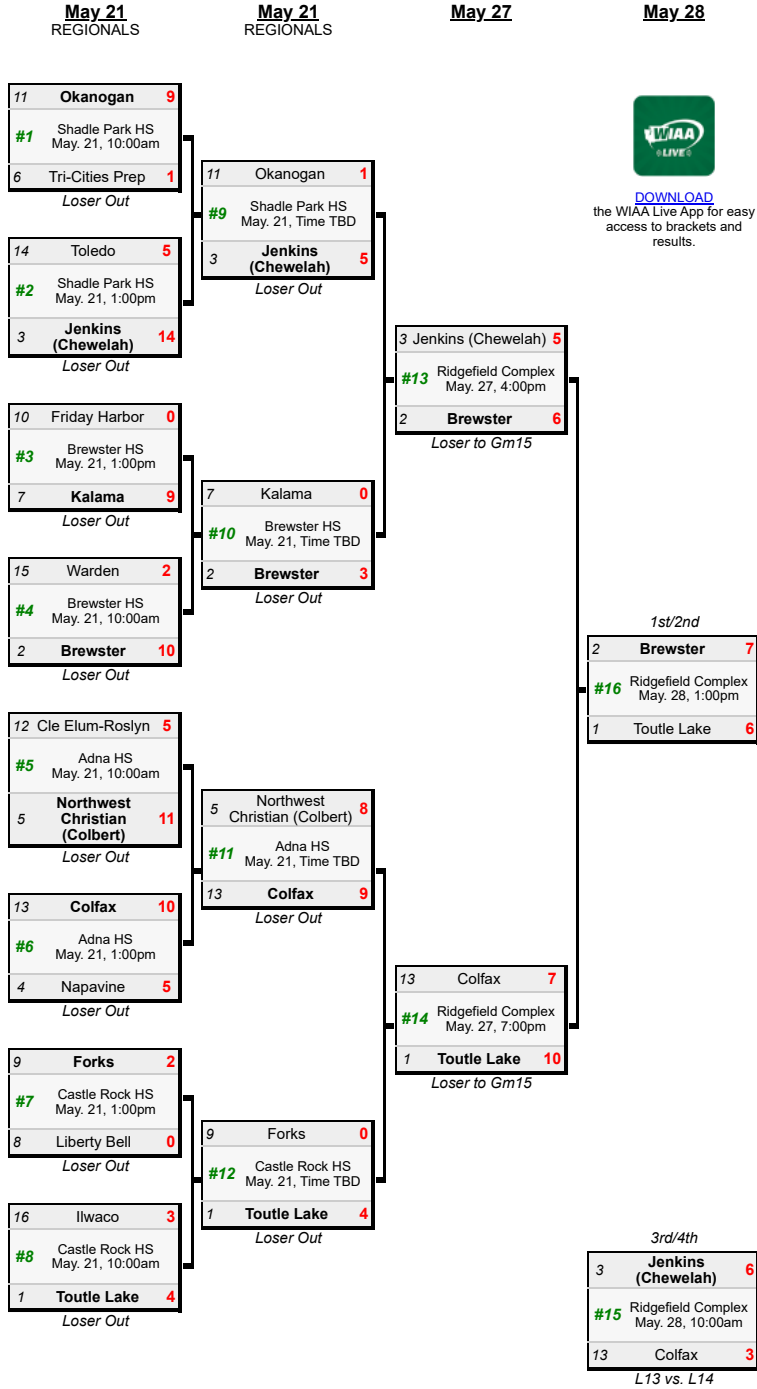 May 21
REGIONALS
May 21
REGIONALS
May 27
May 28
11 Okanogan 9
#1 Shadle Park HS
May. 21, 10:00am
6 Tri-Cities Prep 1
Loser Out
14 Toledo 5
#2 Shadle Park HS
May. 21, 1:00pm
3 Jenkins
(Chewelah) 14
Loser Out
10 Friday Harbor 0
#3 Brewster HS
May. 21, 1:00pm
7 Kalama 9
Loser Out
15 Warden 2
#4 Brewster HS
May. 21, 10:00am
2 Brewster 10
Loser Out
12 Cle Elum-Roslyn 5
#5 Adna HS
May. 21, 10:00am
5 Northwest
Christian
(Colbert) 11
Loser Out
13 Colfax 10
#6 Adna HS
May. 21, 1:00pm
4 Napavine 5
Loser Out
9 Forks 2
#7 Castle Rock HS
May. 21, 1:00pm
8 Liberty Bell 0
Loser Out
16 Ilwaco 3
#8 Castle Rock HS
May. 21, 10:00am
1 Toutle Lake 4
Loser Out
11 Okanogan 1
#9 Shadle Park HS
May. 21, Time TBD
3 Jenkins
(Chewelah) 5
Loser Out
7 Kalama 0
#10 Brewster HS
May. 21, Time TBD
2 Brewster 3
Loser Out
5 Northwest
Christian (Colbert) 8
#11 Adna HS
May. 21, Time TBD
13 Colfax 9
Loser Out
9 Forks 0
#12 Castle Rock HS
May. 21, Time TBD
1 Toutle Lake 4
Loser Out
3 Jenkins (Chewelah) 5
#13 Ridgefield Complex
May. 27, 4:00pm
2 Brewster 6
Loser to Gm15
13 Colfax 7
#14 Ridgefield Complex
May. 27, 7:00pm
1 Toutle Lake 10
Loser to Gm15
WIAA
LIVE
DOWNLOAD
the WIAA Live App for easy
access to brackets and
results.
1st/2nd
2 Brewster 7
#16 Ridgefield Complex
May. 28, 1:00pm
1 Toutle Lake 6
3rd/4th
3 Jenkins
(Chewelah) 6
#15 Ridgefield Complex
May. 28, 10:00am
13 Colfax 3
L13 vs. L14